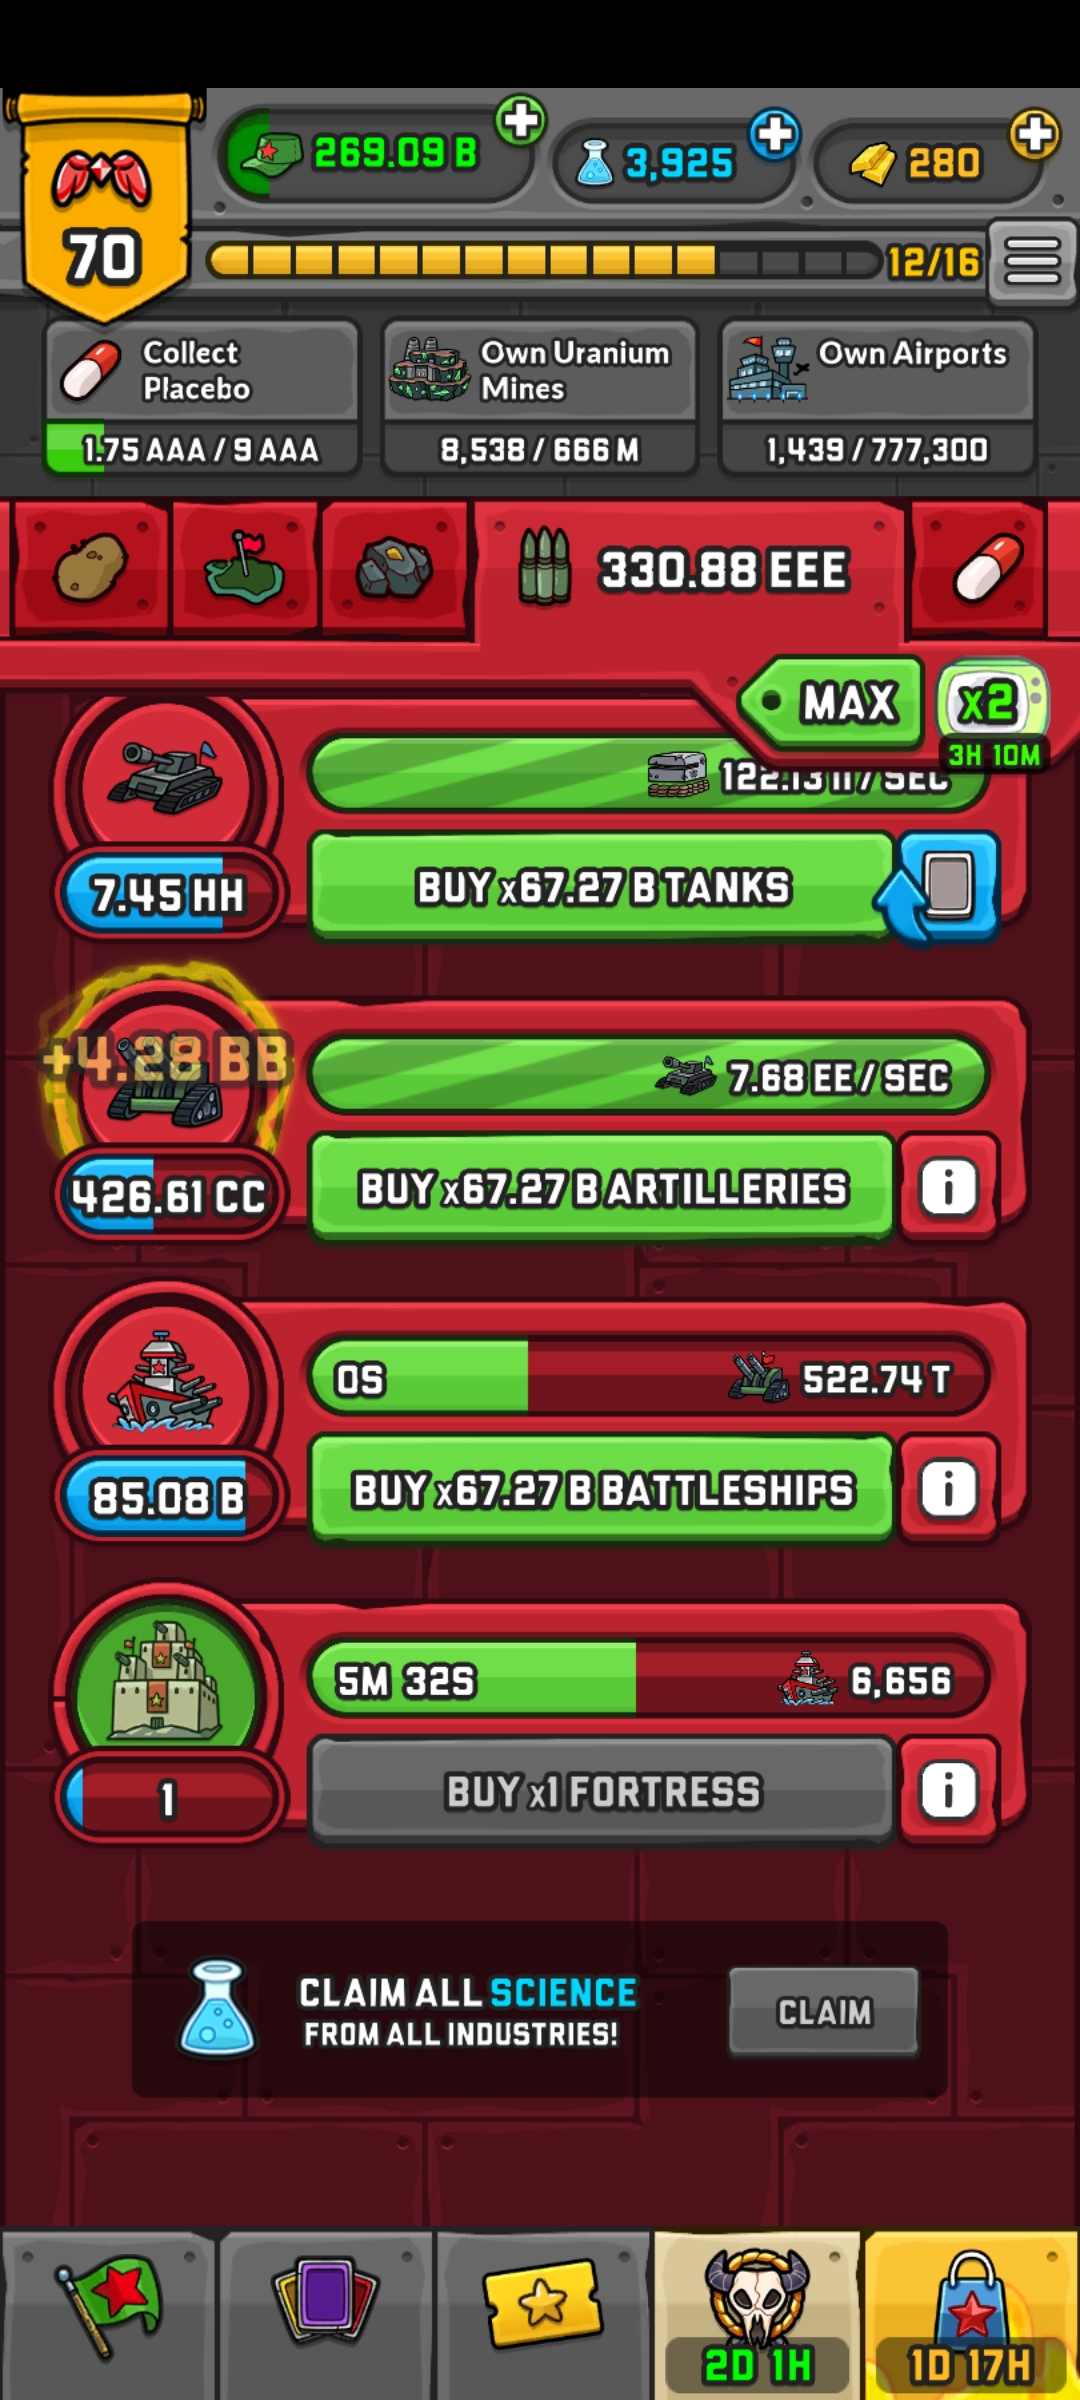 269.09 B
3,925
280
70
12/16
Collect
Placebo
1.75 AAA / 9 AAA
Own Uranium
Mines
8,538 / 666 M
Own Airports
1,439 / 777,300
330.88 EEE
MAX
x2
3H 10M
/ SEC
7.45 HH
BUY x67.27 B TANKS
+4.28 BB
7.68 EE / SEC
426.61 CC
BUY x67.27 B ARTILLERIES
i
0S
522.74 T
85.08 B
BUY x67.27 B BATTLESHIPS
i
5M 32S
6,656
1
BUY x1 FORTRESS
i
CLAIM ALL SCIENCE
FROM ALL INDUSTRIES!
CLAIM
2D 1H
1D 17H